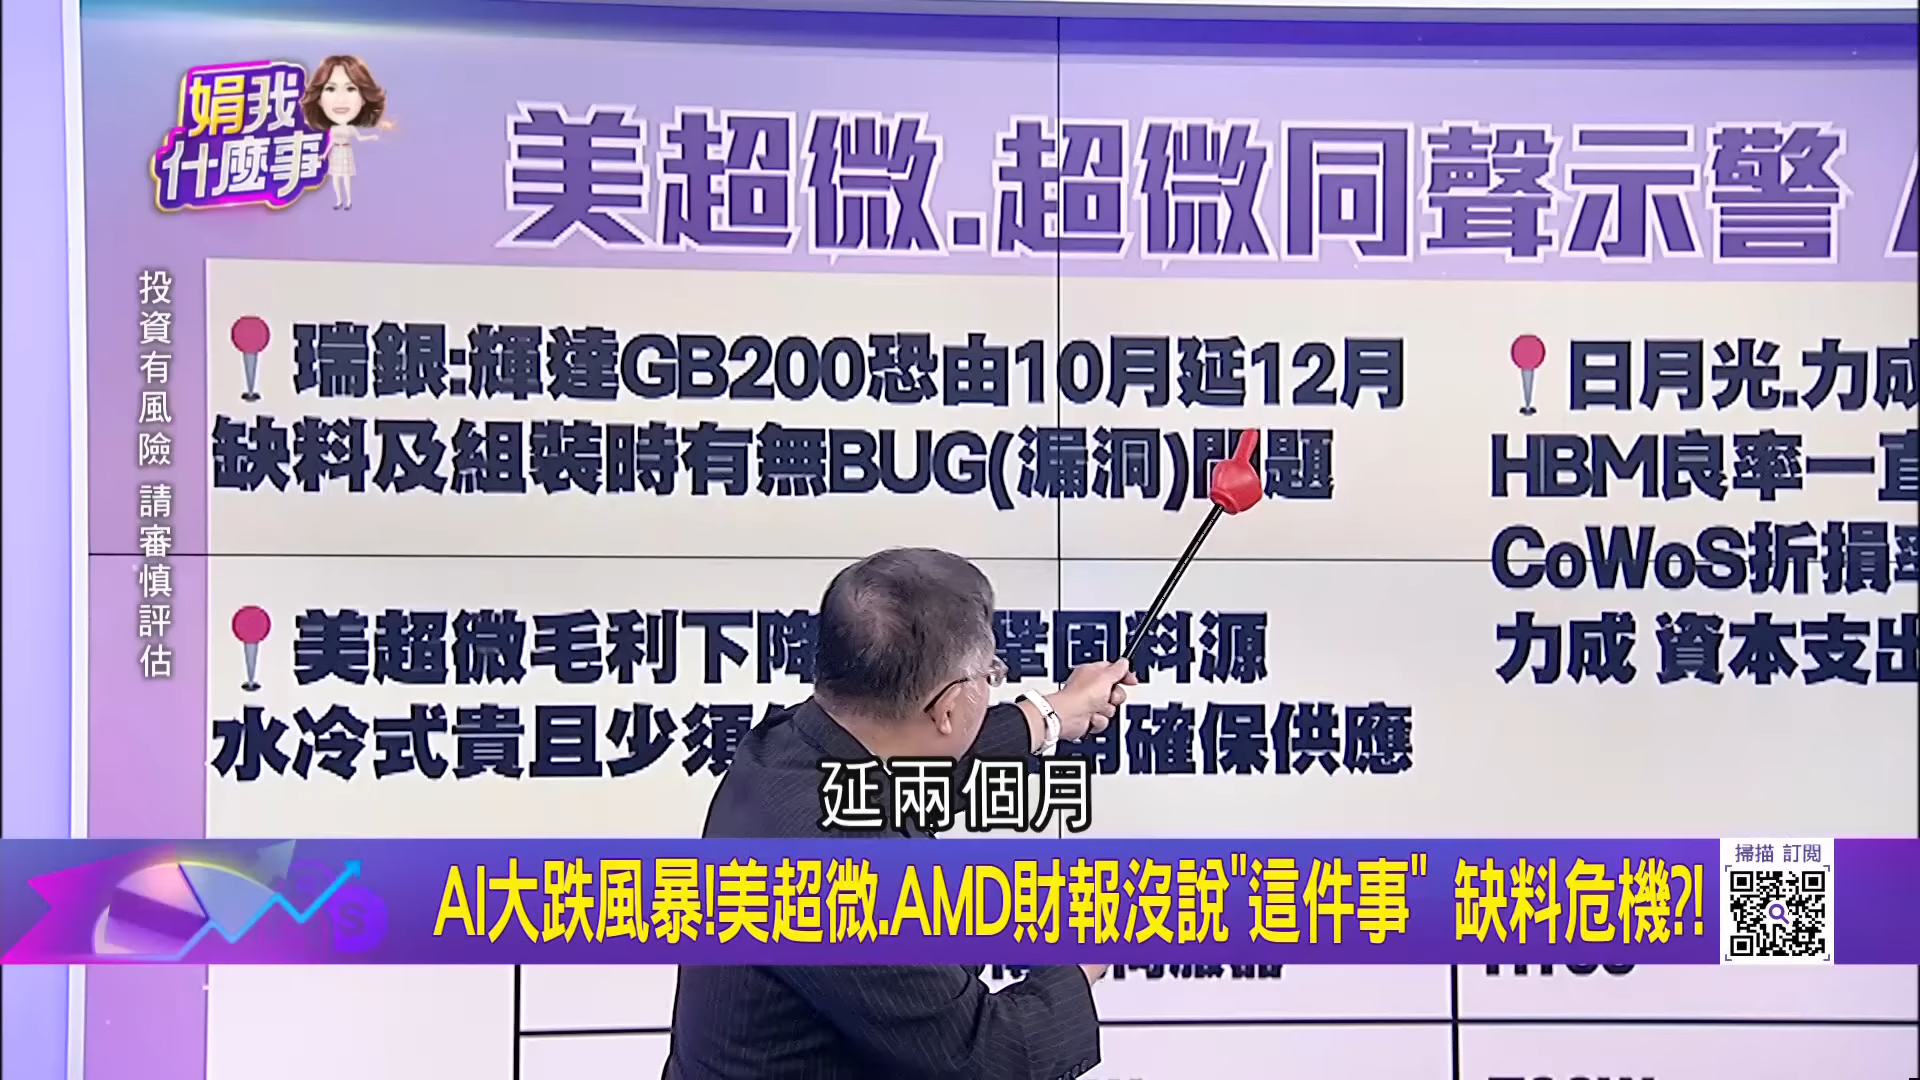 娟我
什麼事
美超微.超微同聲示警
投資有風險 請審慎評估
瑞銀:輝達GB200恐由10月延12月
缺料及組裝時有無BUG(漏洞)問題
美超微毛利下降 鞏固料源
水冷式貴且少須 用確保供應
日月光.力成
HBM良率一直
CoWoS折損率
力成 資本支出
延兩個月
AI大跌風暴!美超微.AMD財報沒說"這件事" 缺料危機?!
掃描 訂閱